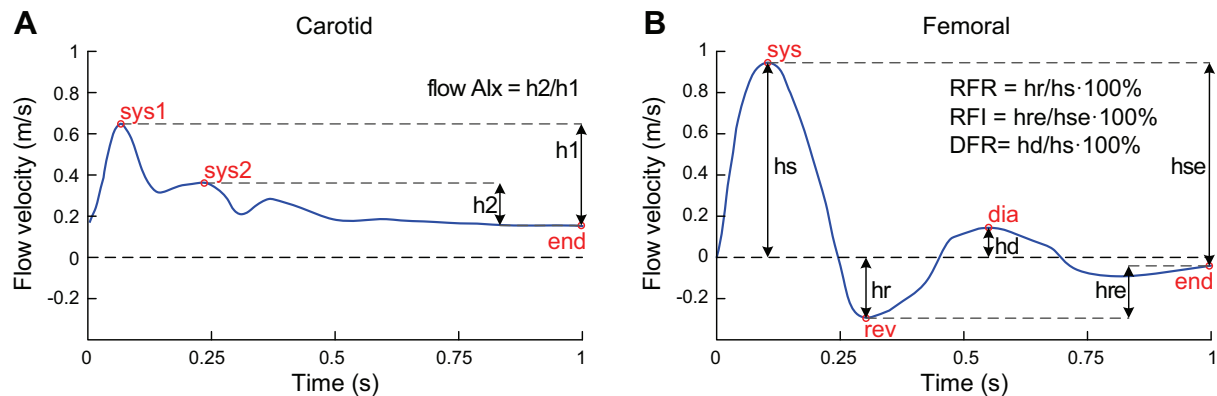 A
Carotid
Flow velocity (m/s)
1
0.8
0.6
0.4
0.2
0
-0.2
0
0.25
0.5
0.75
1
Time (s)
sys1
sys2
end
h1
h2
flow AIx = h2/h1
B
Femoral
Flow velocity (m/s)
1
0.8
0.6
0.4
0.2
0
-0.2
0
0.25
0.5
0.75
1
Time (s)
sys
RFR = hr/hs·100%
RFI = hre/hse·100%
DFR= hd/hs·100%
hs
hse
dia
hd
hr
rev
hre
end